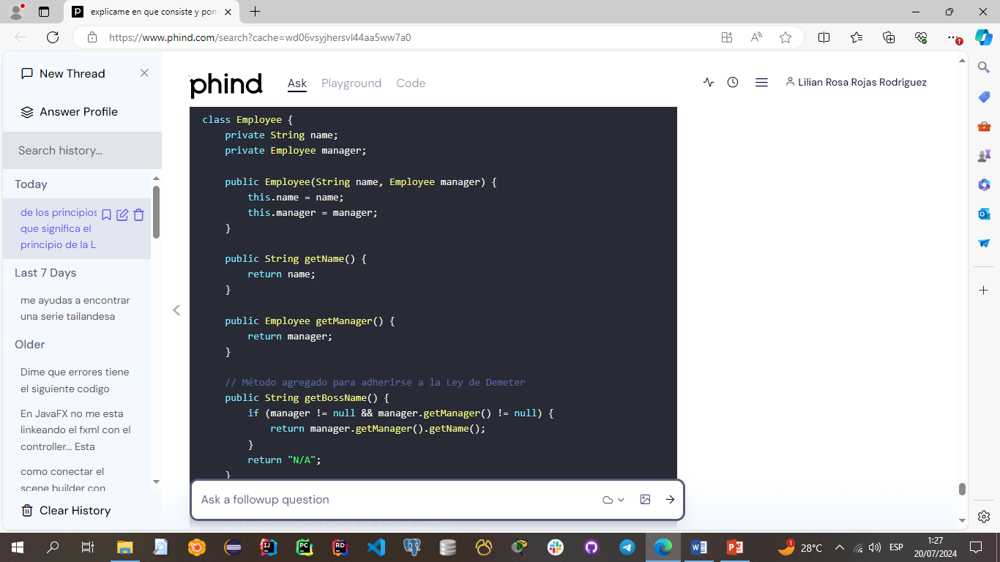 explicame en que consiste y pon
https://www.phind.com/search?cache=wd06vsyjhersvl44aa5ww7a0
New Thread
Answer Profile
Search history...
Today
de los principios
que significa el
principio de la L
Last 7 Days
me ayudas a encontrar
una serie tailandesa
Older
Dime que errores tiene
el siguiente codigo
En JavaFX no me esta
linkeando el fxml con el
controller... Esta
como conectar el
scene builder con
Clear History
phind
Ask Playground Code
Lilian Rosa Rojas Rodríguez
class Employee {
    private String name;
    private Employee manager;

    public Employee(String name, Employee manager) {
        this.name = name;
        this.manager = manager;
    }

    public String getName() {
        return name;
    }

    public Employee getManager() {
        return manager;
    }

    // Método agregado para adherirse a la Ley de Demeter
    public String getBossName() {
        if (manager != null && manager.getManager() != null) {
            return manager.getManager().getName();
        }
        return "N/A";
    }
Ask a followup question
1
28°C
ESP
1:27
20/07/2024